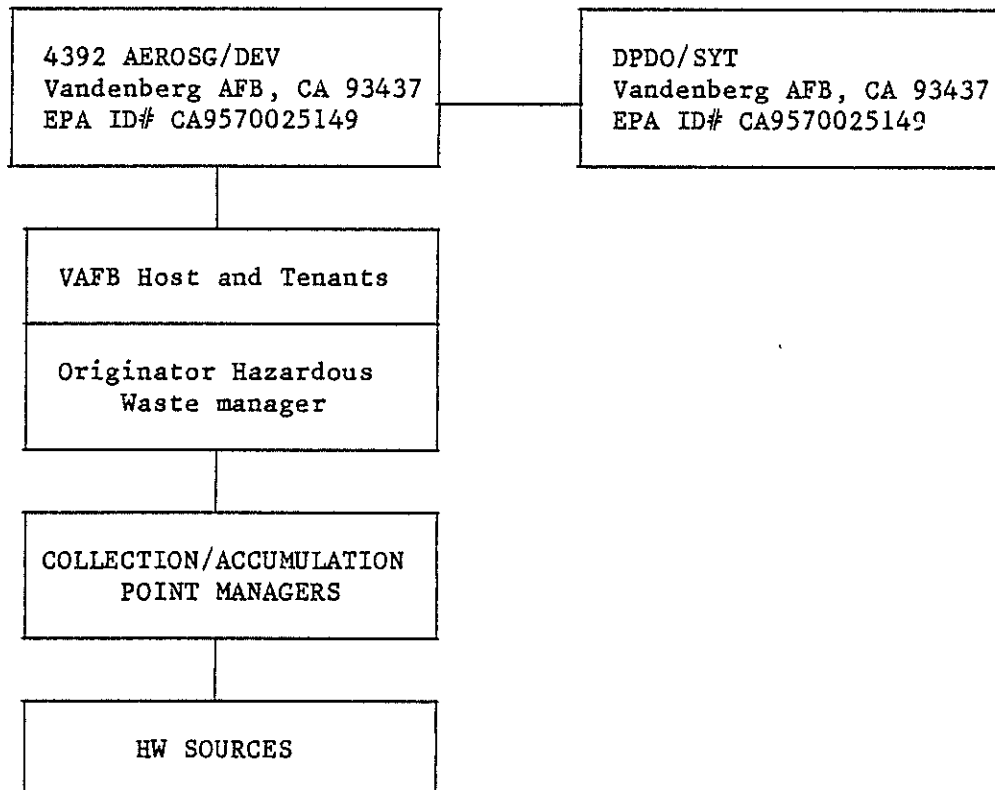 4392 AEROSG/DEV
Vandenberg AFB, CA 93437
EPA ID# CA9570025149
DPDO/SYT
Vandenberg AFB, CA 93437
EPA ID# CA9570025149
VAFB Host and Tenants
Originator Hazardous
Waste manager
COLLECTION/ACCUMULATION
POINT MANAGERS
HW SOURCES